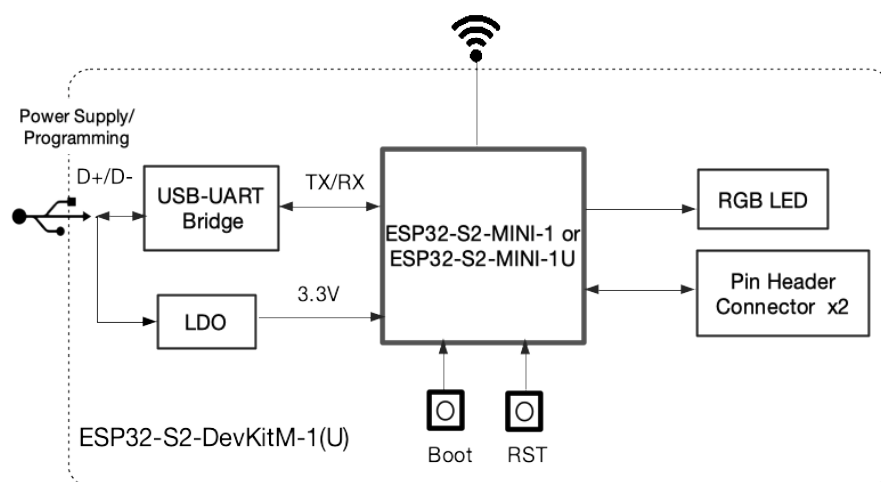 Power Supply/
Programming
D+/D-
USB-UART
Bridge
TX/RX
ESP32-S2-MINI-1 or
ESP32-S2-MINI-1U
RGB LED
Pin Header
Connector x2
LDO
3.3V
ESP32-S2-DevKitM-1(U)
Boot
RST